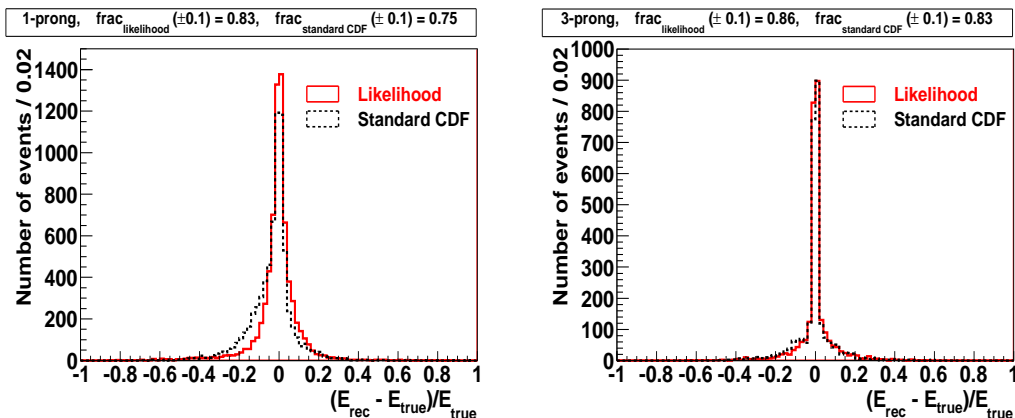 1-prong, frac_likelihood (±0.1) = 0.83, frac_standard CDF (± 0.1) = 0.75
Number of events / 0.02
1400
1200
1000
800
600
400
200
0
Likelihood
Standard CDF
-1 -0.8 -0.6 -0.4 -0.2 0 0.2 0.4 0.6 0.8 1
(E_rec - E_true)/E_true
3-prong, frac_likelihood (±0.1) = 0.86, frac_standard CDF (± 0.1) = 0.83
Number of events / 0.02
1000
900
800
700
600
500
400
300
200
100
0
Likelihood
Standard CDF
-1 -0.8 -0.6 -0.4 -0.2 0 0.2 0.4 0.6 0.8 1
(E_rec - E_true)/E_true